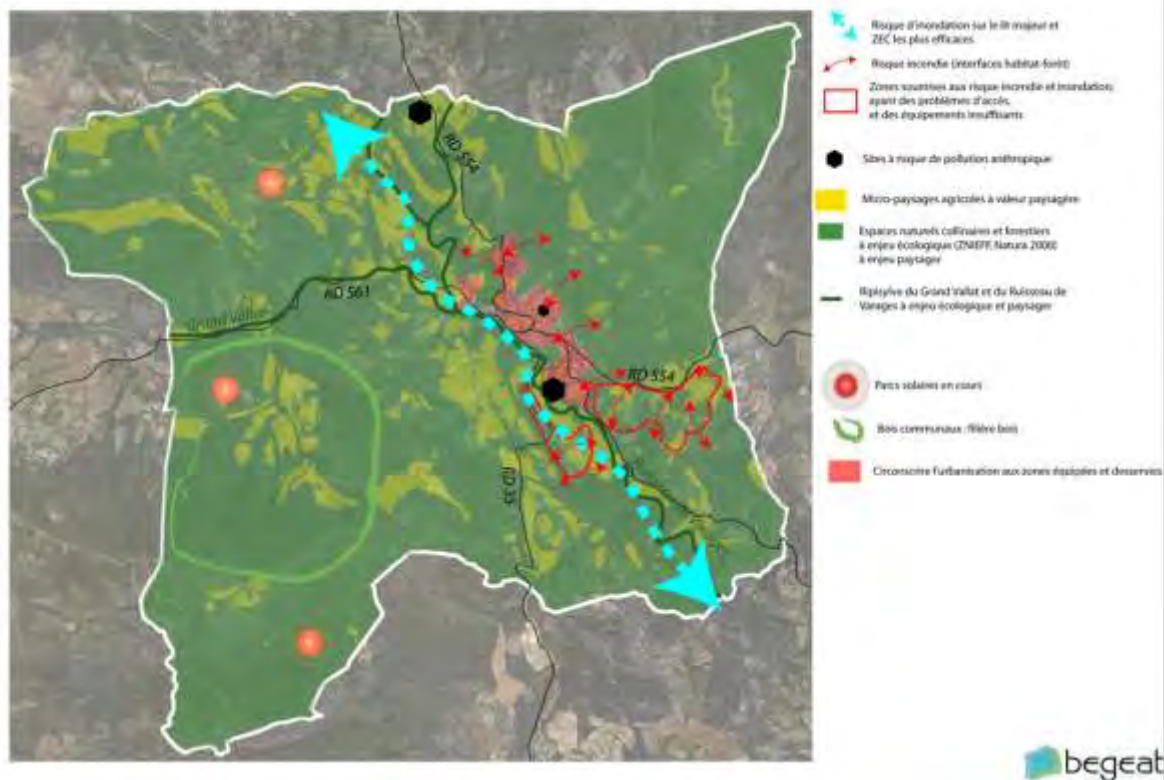 Risque d'inondation sur le lit majeur et
ZEC les plus efficaces
Risque incendie (interfaces habitat-forêt)
Zones soumises aux risque incendie et inondation,
ayant des problèmes d'accès,
et des équipements insuffisants
Sites à risque de pollution anthropique
Micro-paysages agricoles à valeur paysagère
Espaces naturels collinaires et forestiers
à enjeu écologique (ZNIEFF, Natura 2006)
à enjeu paysager
Ripisylve du Grand Vallat et du Ruisseau de
Varages à enjeu écologique et paysager
Parcs solaires en cours
Bois communaux : filière bois
Circonscrire l'urbanisation aux zones équipées et desservies
RD 554
RD 561
Grand Vallat
RD 554
RD 35
begeat